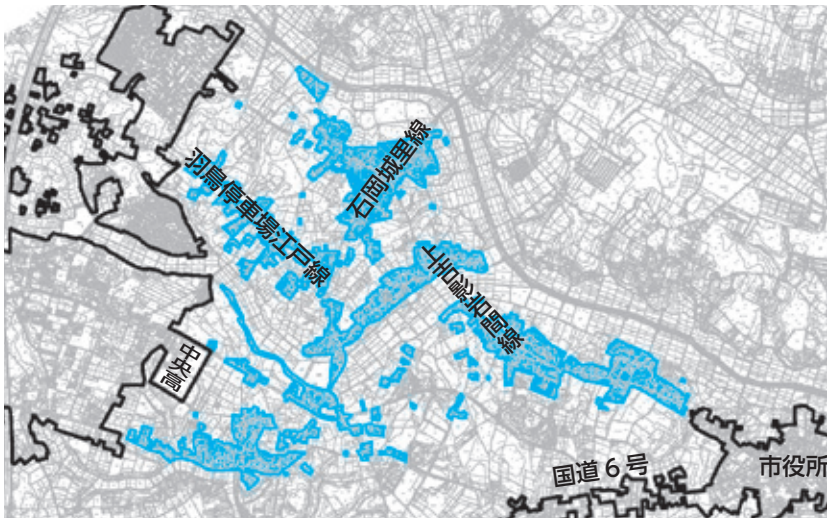 石岡城里線
羽鳥停車場江戸線
上吉影岩間線
中央高
国道6号
市役所